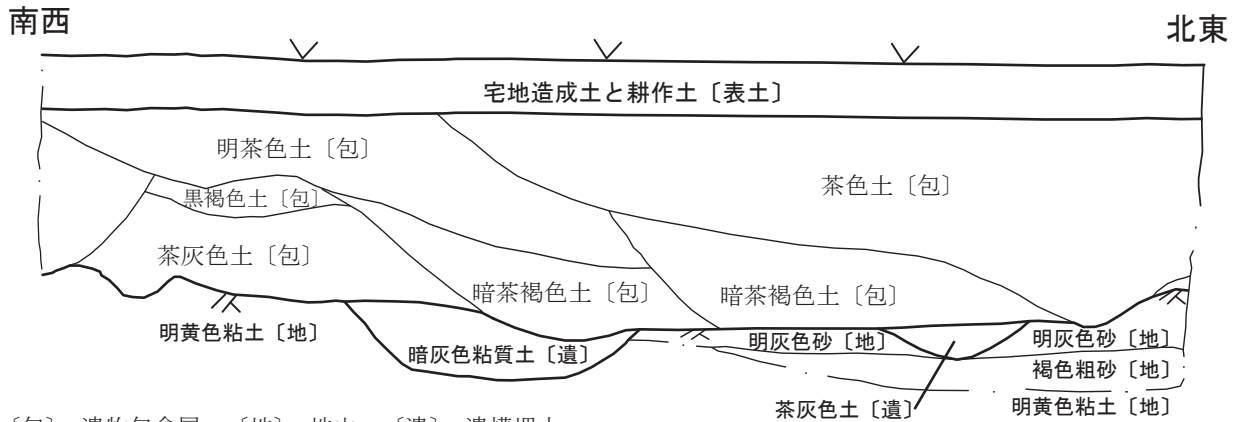 南西
北東
宅地造成土と耕作土〔表土〕
明茶色土〔包〕
茶色土〔包〕
黒褐色土〔包〕
茶灰色土〔包〕
暗茶褐色土〔包〕
暗茶褐色土〔包〕
明黄色粘土〔地〕
暗灰色粘質土〔遺〕
明灰色砂〔地〕
明灰色砂〔地〕
褐色粗砂〔地〕
茶灰色土〔遺〕
明黄色粘土〔地〕